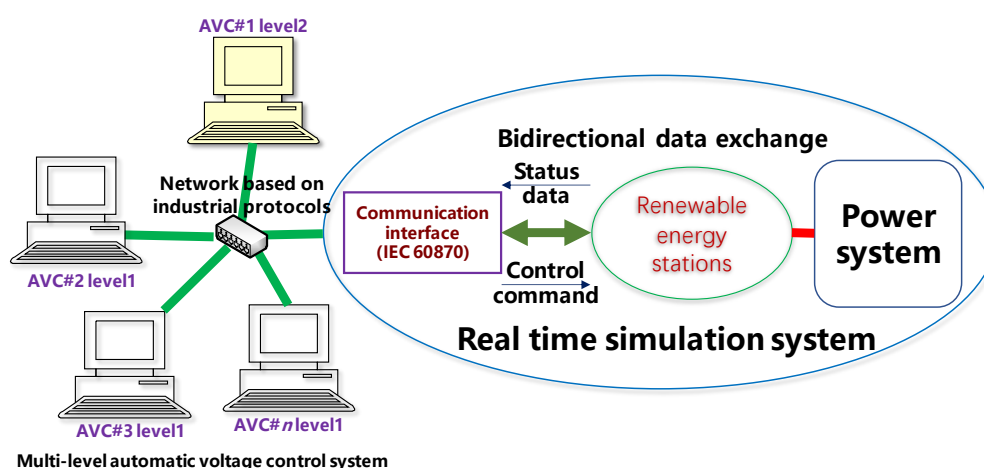 AVC#1 level2
Bidirectional data exchange
Network based on
industrial protocols
Status
data
Communication
interface
(IEC 60870)
Renewable
energy
stations
Power
system
AVC#2 level1
Control
command
Real time simulation system
AVC#3 level1
AVC#n level1
Multi-level automatic voltage control system